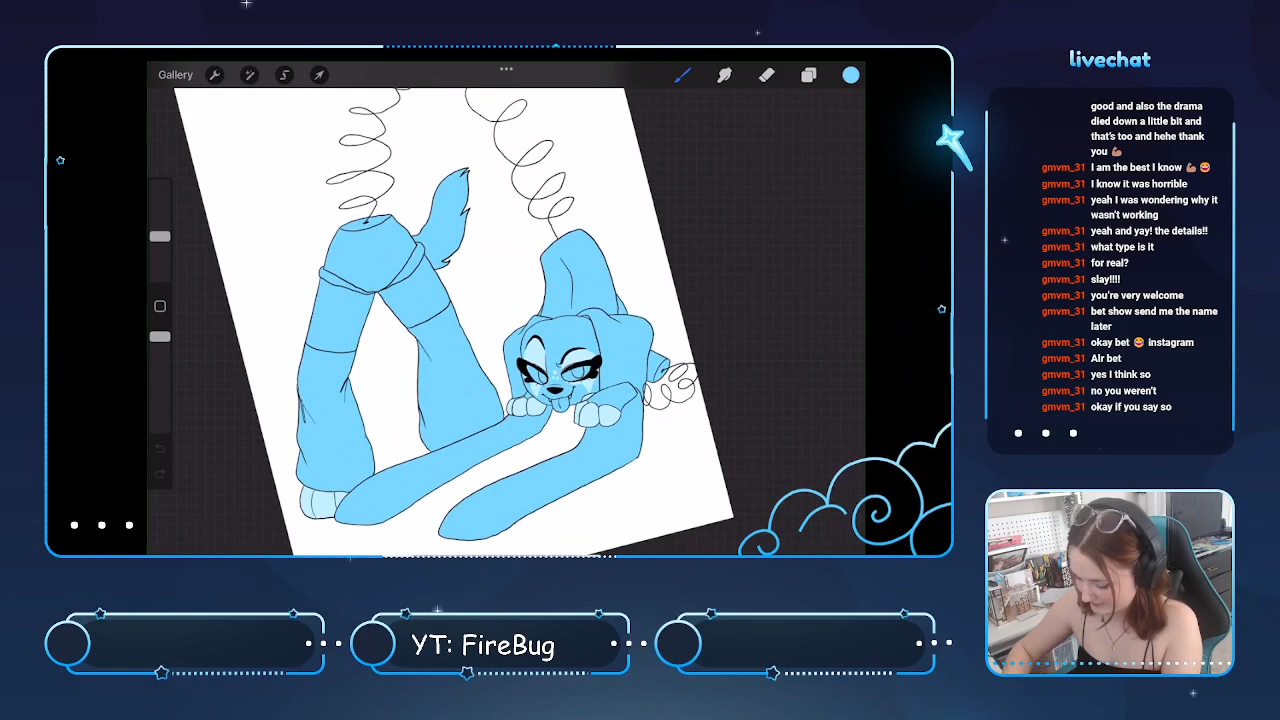 livechat
Gallery
good and also the drama
died down a little bit and
that's too and hehe thank
you 💪🏽
gmvm_31 I am the best I know 💪🏽 😄
gmvm_31 I know it was horrible
gmvm_31 yeah I was wondering why it
wasn't working
gmvm_31 yeah and yay! the details!!
gmvm_31 what type is it
gmvm_31 for real?
gmvm_31 slay!!!!
gmvm_31 you're very welcome
gmvm_31 bet show send me the name
later
gmvm_31 okay bet 😄 instagram
gmvm_31 Alr bet
gmvm_31 yes I think so
gmvm_31 no you weren't
gmvm_31 okay if you say so
YT: FireBug